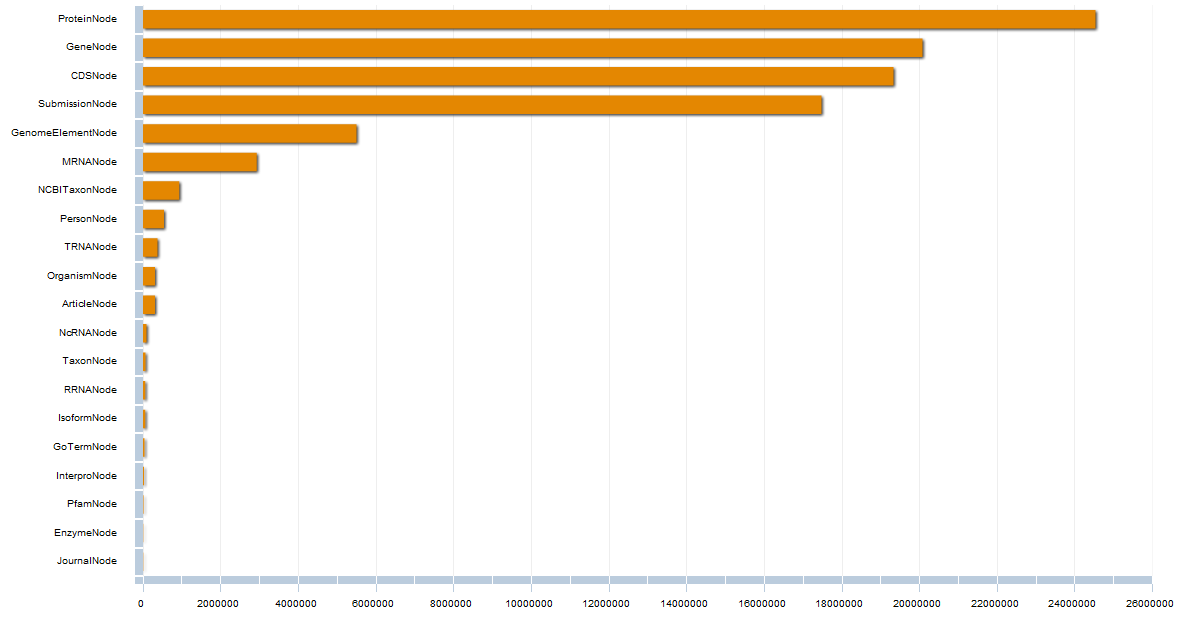 ProteinNode
GeneNode
CDSNode
SubmissionNode
GenomeElementNode
MRNANode
NCBITaxonNode
PersonNode
TRNANode
OrganismNode
ArticleNode
NcRNANode
TaxonNode
RRNANode
IsoformNode
GoTermNode
InterproNode
PfamNode
EnzymeNode
JournalNode
0 2000000 4000000 6000000 8000000 10000000 12000000 14000000 16000000 18000000 20000000 22000000 24000000 26000000